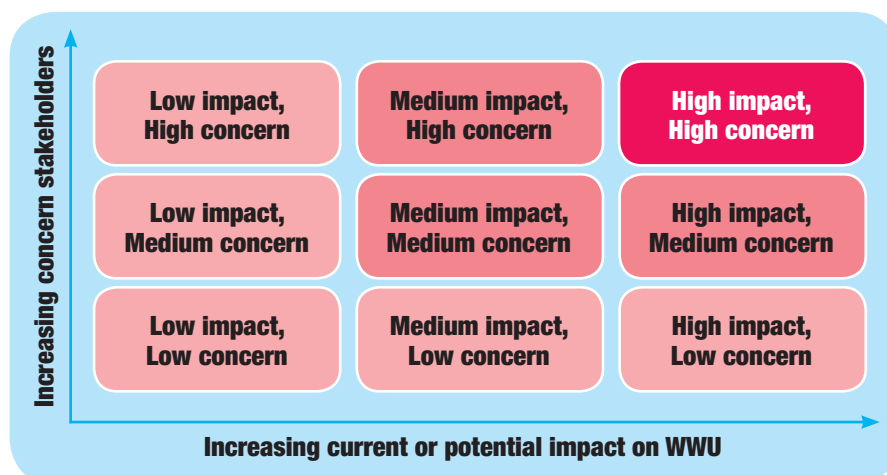 Increasing concern stakeholders
Low impact,
High concern
Medium impact,
High concern
High impact,
High concern
Low impact,
Medium concern
Medium impact,
Medium concern
High impact,
Medium concern
Low impact,
Low concern
Medium impact,
Low concern
High impact,
Low concern
Increasing current or potential impact on WWU